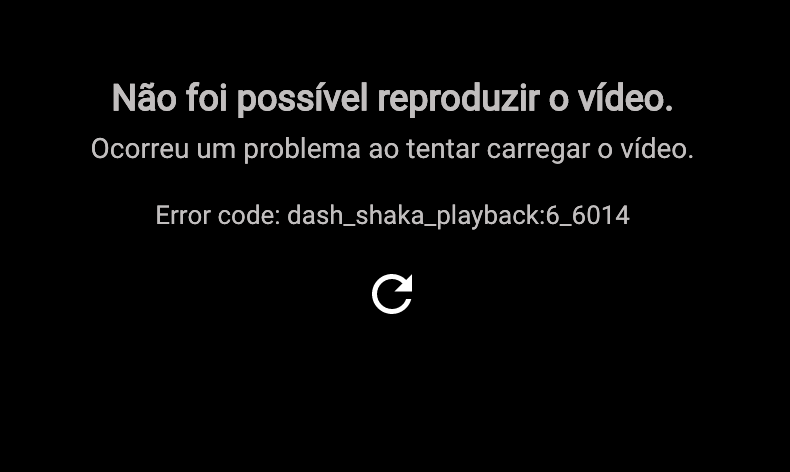 Não foi possível reproduzir o vídeo.
Ocorreu um problema ao tentar carregar o vídeo.
Error code: dash_shaka_playback:6_6014